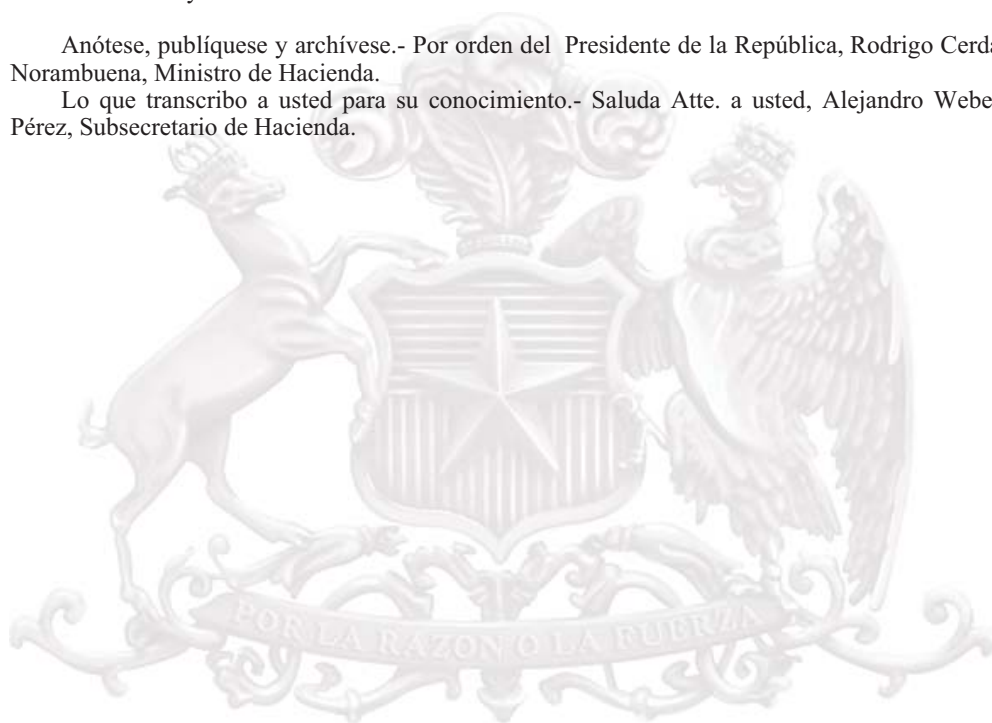 Anótese, publíquese y archívese.- Por orden del Presidente de la República, Rodrigo Cerda
Norambuena, Ministro de Hacienda.
Lo que transcribo a usted para su conocimiento.- Saluda Atte. a usted, Alejandro Webe
Pérez, Subsecretario de Hacienda.
POR LA RAZON O LA FUERZA